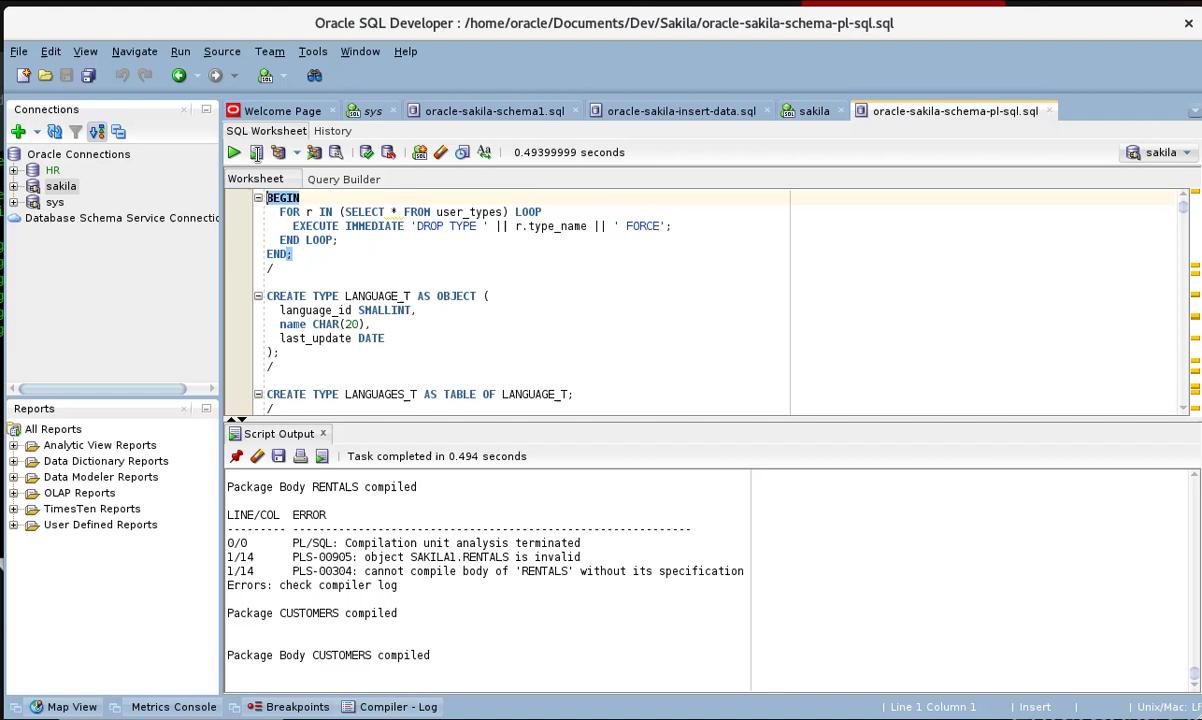 Oracle SQL Developer : /home/oracle/Documents/Dev/Sakila/oracle-sakila-schema-pl-sql.sql
File Edit View Navigate Run Source Team Tools Window Help
Connections
Oracle Connections
HR
sakila
sys
Database Schema Service Connectio
Reports
All Reports
Analytic View Reports
Data Dictionary Reports
Data Modeler Reports
OLAP Reports
TimesTen Reports
User Defined Reports
Welcome Page sys oracle-sakila-schema1.sql oracle-sakila-insert-data.sql sakila oracle-sakila-schema-pl-sql.sql
SQL Worksheet History
0.49399999 seconds
sakila
Worksheet Query Builder
BEGIN
FOR r IN (SELECT * FROM user_types) LOOP
EXECUTE IMMEDIATE 'DROP TYPE ' || r.type_name || ' FORCE';
END LOOP;
END;
/
CREATE TYPE LANGUAGE_T AS OBJECT (
language_id SMALLINT,
name CHAR(20),
last_update DATE
);
/
CREATE TYPE LANGUAGES_T AS TABLE OF LANGUAGE_T;
/
Script Output
Task completed in 0.494 seconds
Package Body RENTALS compiled
LINE/COL ERROR
--------- -------------------------------------------------------------
0/0 PL/SQL: Compilation unit analysis terminated
1/14 PLS-00905: object SAKILA1.RENTALS is invalid
1/14 PLS-00304: cannot compile body of 'RENTALS' without its specification
Errors: check compiler log
Package CUSTOMERS compiled
Package Body CUSTOMERS compiled
Map View Metrics Console Breakpoints Compiler - Log
Line 1 Column 1 Insert Unix/Mac: LF